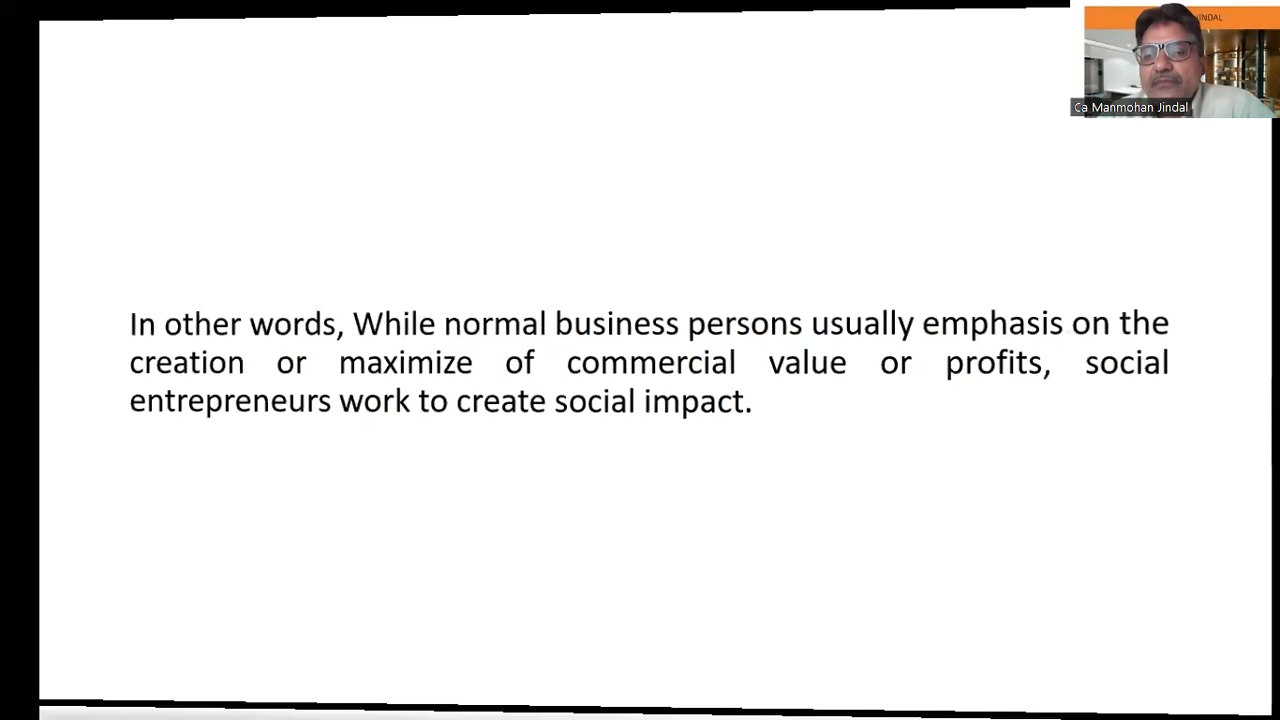 JINDAL
Ca Manmohan Jindal
In other words, While normal business persons usually emphasis on the
creation or maximize of commercial value or profits, social
entrepreneurs work to create social impact.